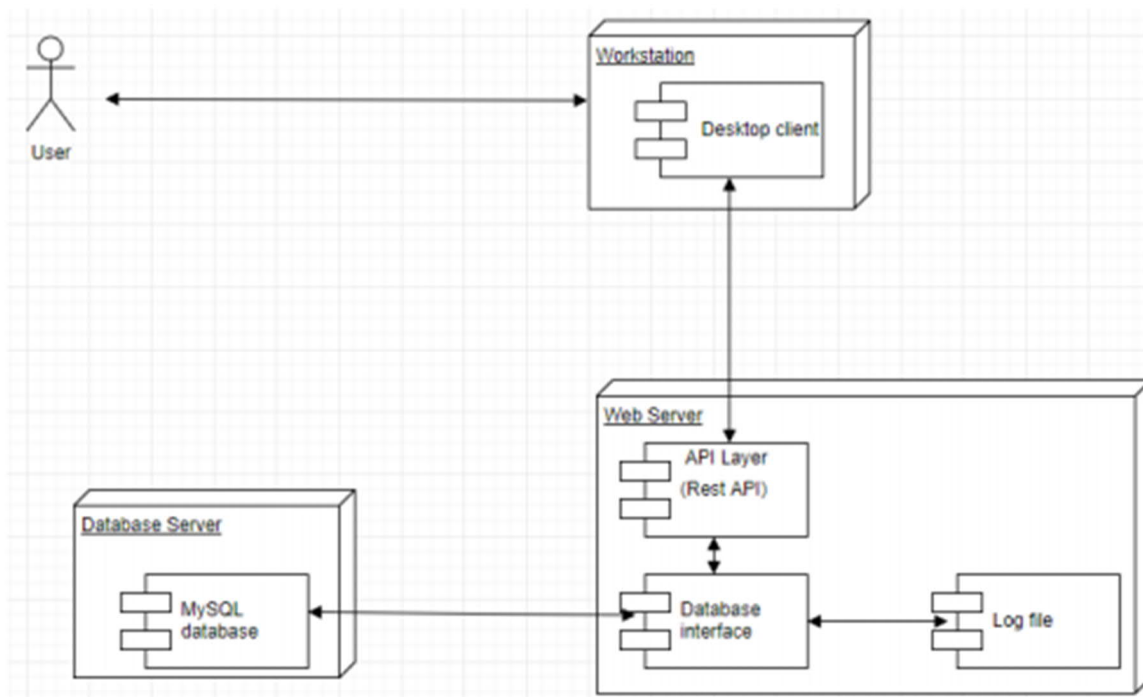 Workstation
Desktop client
User
Web Server
API Layer
(Rest API)
Database Server
MySQL
database
Database
interface
Log file